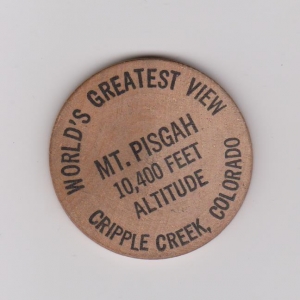 WORLD'S GREATEST VIEW
MT. PISGAH
10,400 FEET
ALTITUDE
CRIPPLE CREEK, COLORADO